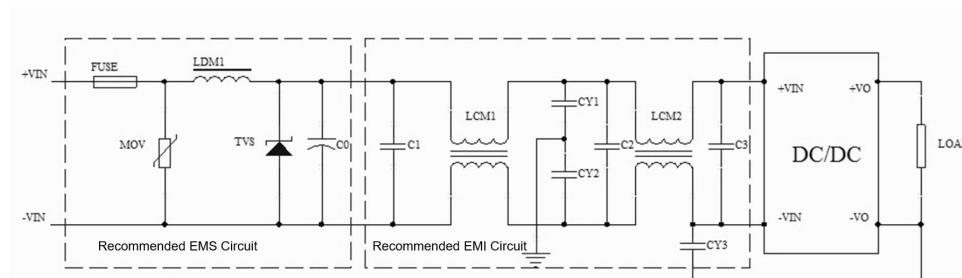 +VIN
FUSE
LDM1
MOV
TVS
C0
-VIN
Recommended EMS Circuit
C1
LCM1
CY1
CY2
C2
LCM2
C3
Recommended EMI Circuit
CY3
+VIN
+VO
DC/DC
-VIN
-VO
LOA